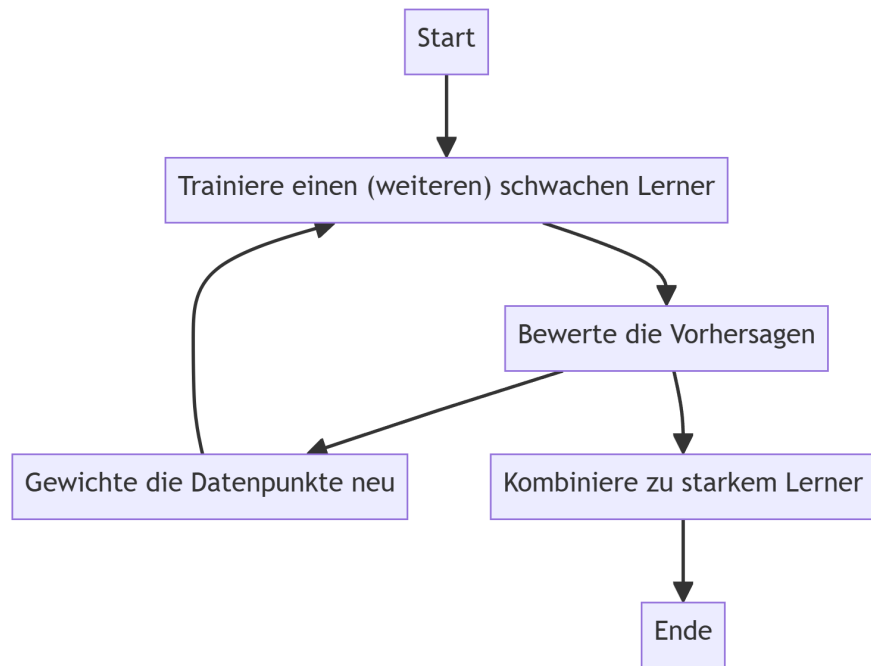 Start
Trainiere einen (weiteren) schwachen Lerner
Bewerte die Vorhersagen
Gewichte die Datenpunkte neu
Kombiniere zu starkem Lerner
Ende